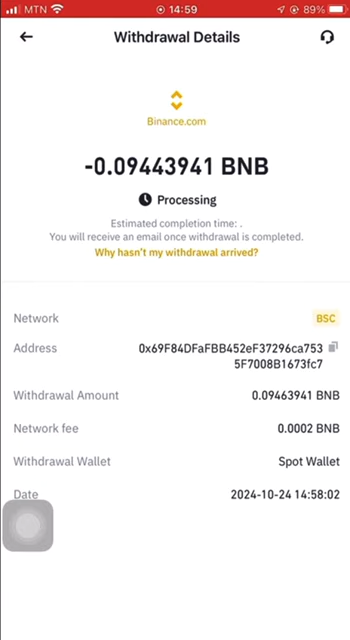 MTN 14:59 89%
Withdrawal Details
Binance.com
-0.09443941 BNB
Processing
Estimated completion time: .
You will receive an email once withdrawal is completed.
Why hasn't my withdrawal arrived?
Network BSC
Address 0x69F84DFaFBB452eF37296ca753
5F7008B1673fc7
Withdrawal Amount 0.09463941 BNB
Network fee 0.0002 BNB
Withdrawal Wallet Spot Wallet
Date 2024-10-24 14:58:02